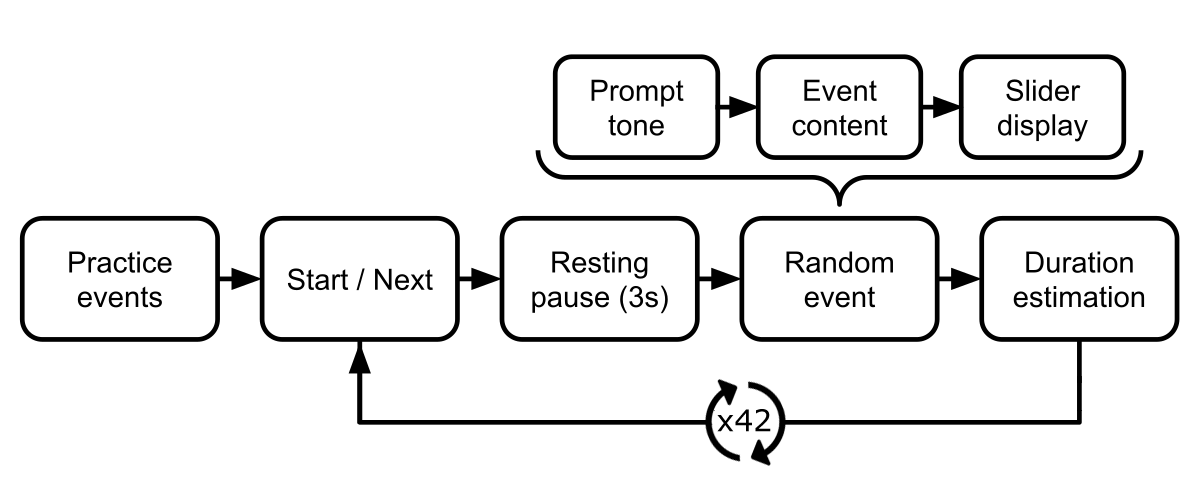 Prompt
tone
Event
content
Slider
display
Practice
events
Start / Next
Resting
pause (3s)
Random
event
Duration
estimation
x42